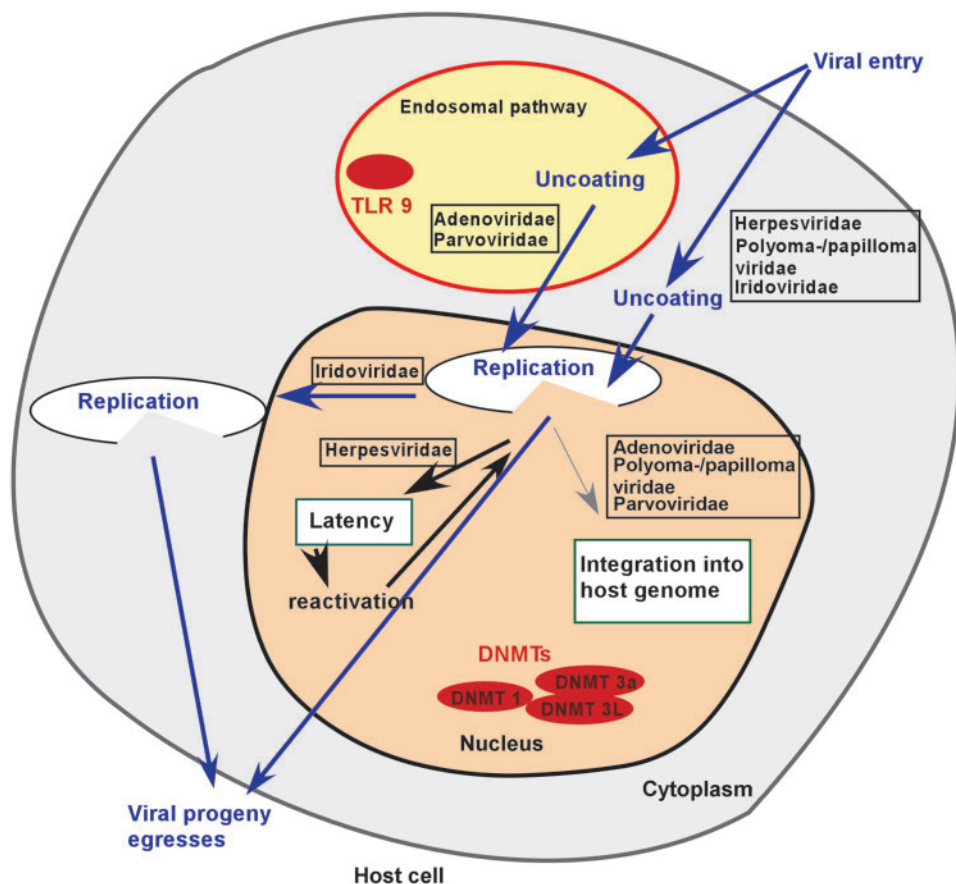 Viral entry
Endosomal pathway
Uncoating
TLR 9
Adenoviridae
Parvoviridae
Herpesviridae
Polyoma-/papilloma
viridae
Iridoviridae
Uncoating
Replication
Iridoviridae
Replication
Herpesviridae
Adenoviridae
Polyoma-/papilloma
viridae
Parvoviridae
Latency
Integration into
host genome
reactivation
DNMTs
DNMT 3a
DNMT 1
DNMT 3L
Nucleus
Cytoplasm
Viral progeny
egresses
Host cell